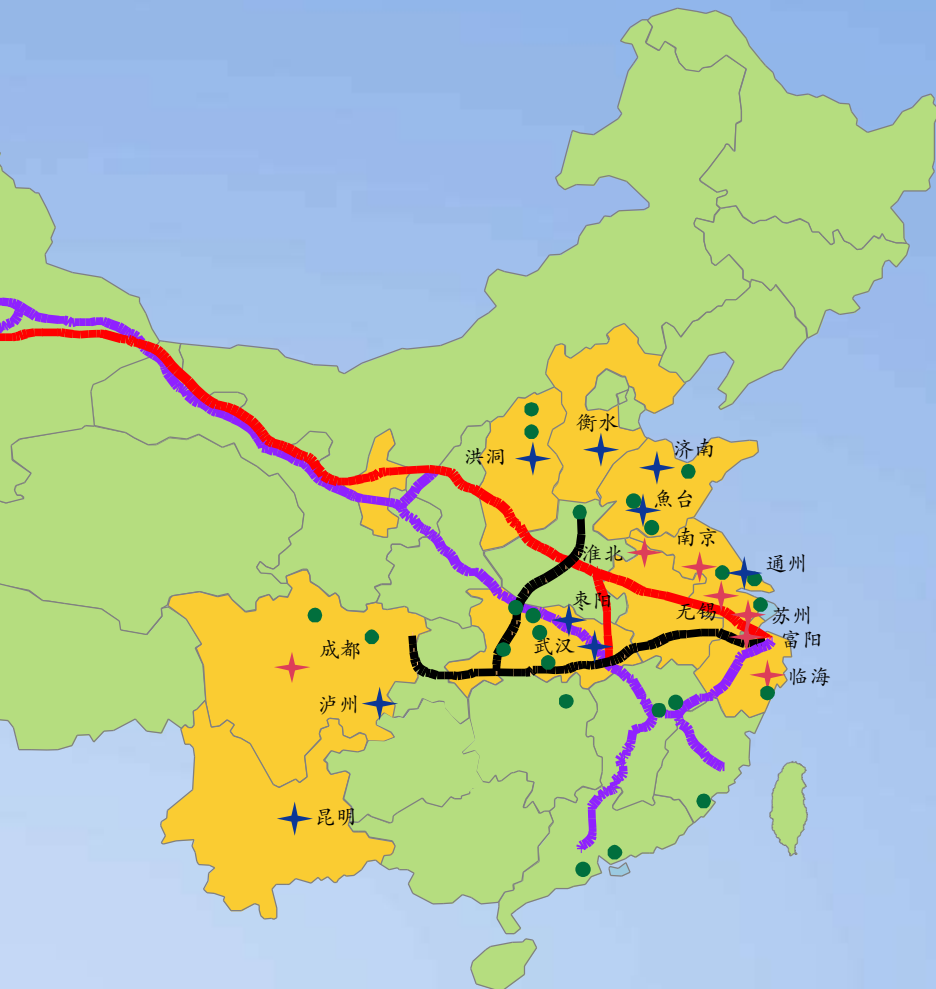 衡水
济南
洪洞
魚台
南京
淮北
通州
枣阳
无锡
苏州
富阳
武汉
成都
临海
泸州
昆明